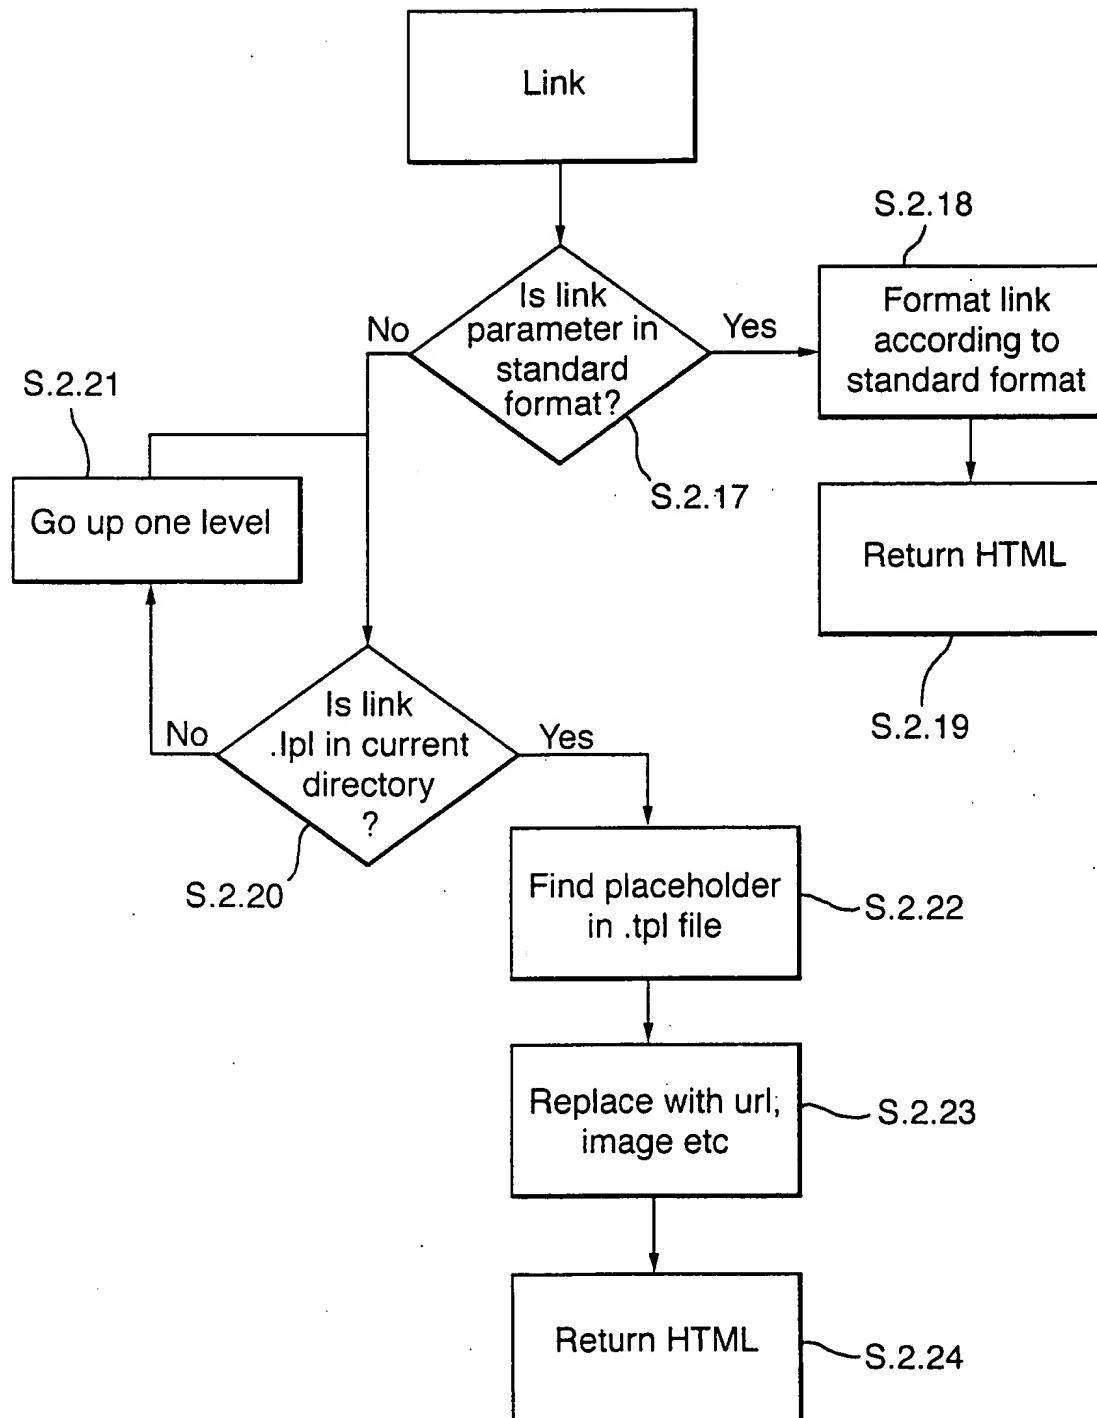 Link
S.2.18
Is link
parameter in
standard
format?
No
Yes
Format link
according to
standard format
S.2.21
S.2.17
Go up one level
Return HTML
S.2.19
Is link
.lpl in current
directory
?
No
Yes
S.2.20
Find placeholder
in .tpl file
S.2.22
Replace with url,
image etc
S.2.23
Return HTML
S.2.24